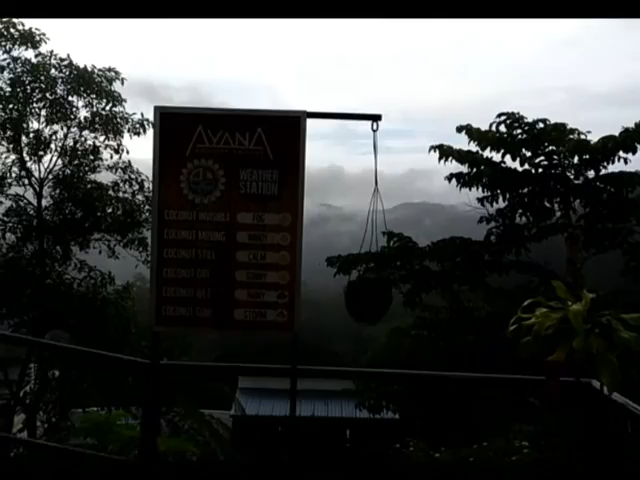 AYANA
WEATHER
STATION
COCONUT INVISIBLE FOG
COCONUT MOVING WINDY
COCONUT STILL CALM
COCONUT DRY SUNNY
COCONUT WET RAINY
COCONUT GONE STORM